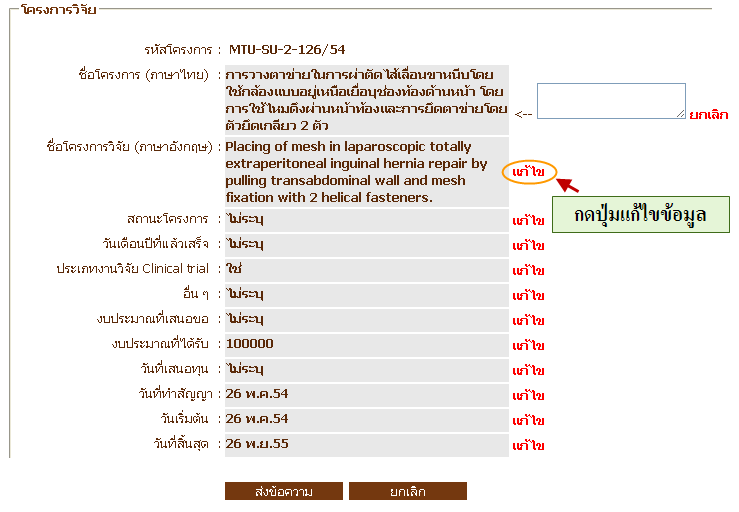 โครงการวิจัย
รหัสโครงการ : MTU-SU-2-126/54
ชื่อโครงการ (ภาษาไทย) : การวางตาข่ายในการผ่าตัดไส้เลื่อนขาหนีบโดย
ใช้กล้องแบบอยู่เหนือเยื่อบุช่องท้องด้านหน้า โดย
การใช้ไหมดึงผ่านหน้าท้องและการยึดตาข่ายโดย
ตัวยึดเกลียว 2 ตัว
<-- ยกเลิก
ชื่อโครงการวิจัย (ภาษาอังกฤษ) : Placing of mesh in laparoscopic totally
extraperitoneal inguinal hernia repair by
pulling transabdominal wall and mesh
fixation with 2 helical fasteners.
แก้ไข
กดปุ่มแก้ไขข้อมูล
สถานะโครงการ : ไม่ระบุ แก้ไข
วันเดือนปีที่แล้วเสร็จ : ไม่ระบุ แก้ไข
ประเภทงานวิจัย Clinical trial : ใช่ แก้ไข
อื่น ๆ : ไม่ระบุ แก้ไข
งบประมาณที่เสนอขอ : ไม่ระบุ แก้ไข
งบประมาณที่ได้รับ : 100000 แก้ไข
วันที่เสนอทุน : ไม่ระบุ แก้ไข
วันที่ทำสัญญา : 26 พ.ค.54 แก้ไข
วันเริ่มต้น : 26 พ.ค.54 แก้ไข
วันที่สิ้นสุด : 26 พ.ย.55 แก้ไข
ส่งข้อความ ยกเลิก